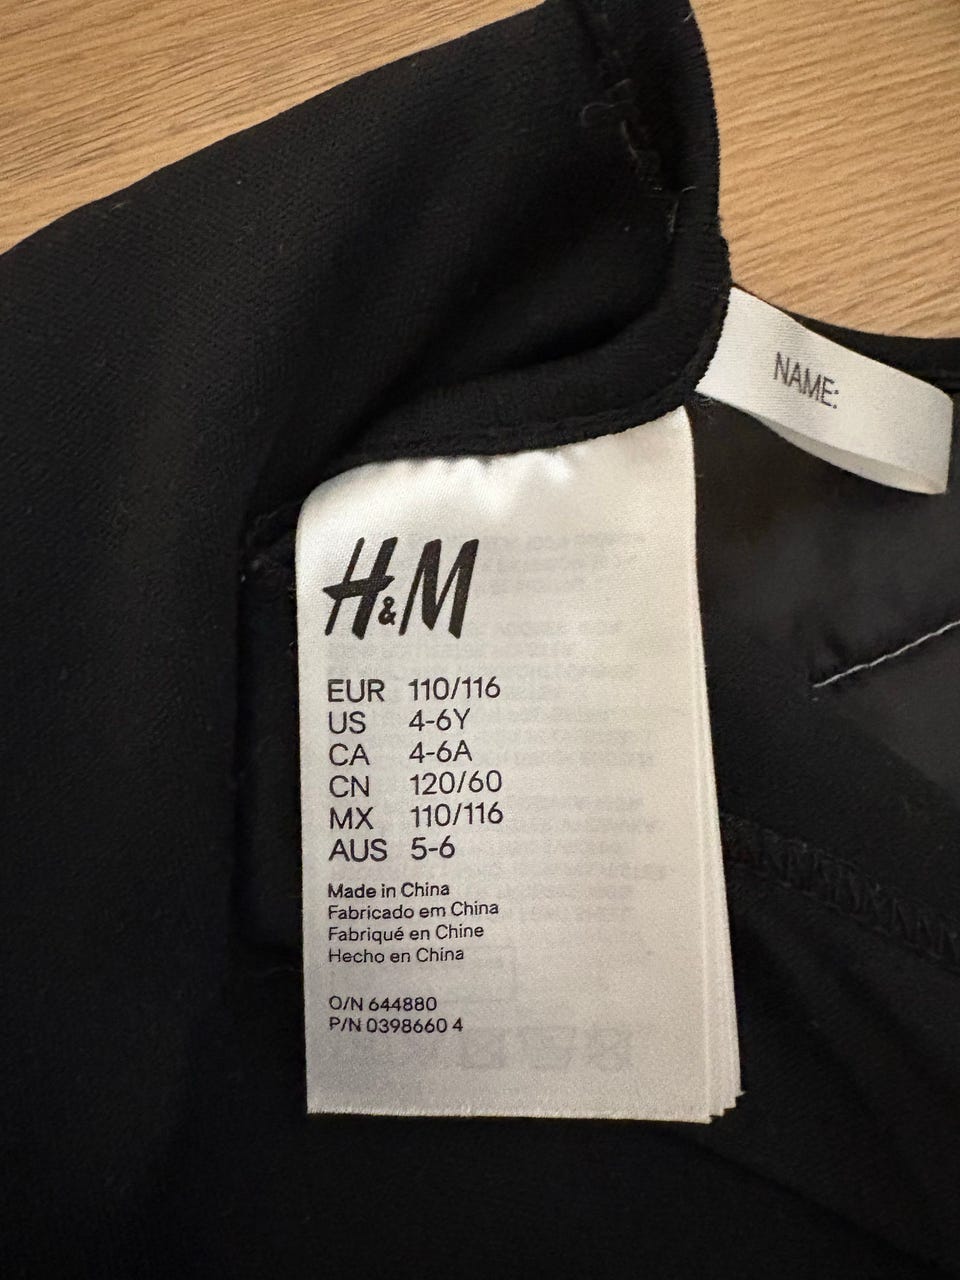 NAME:
H&M
EUR 110/116
US 4-6Y
CA 4-6A
CN 120/60
MX 110/116
AUS 5-6
Made in China
Fabricado em China
Fabriqué en Chine
Hecho en China
O/N 644880
P/N 0398660 4